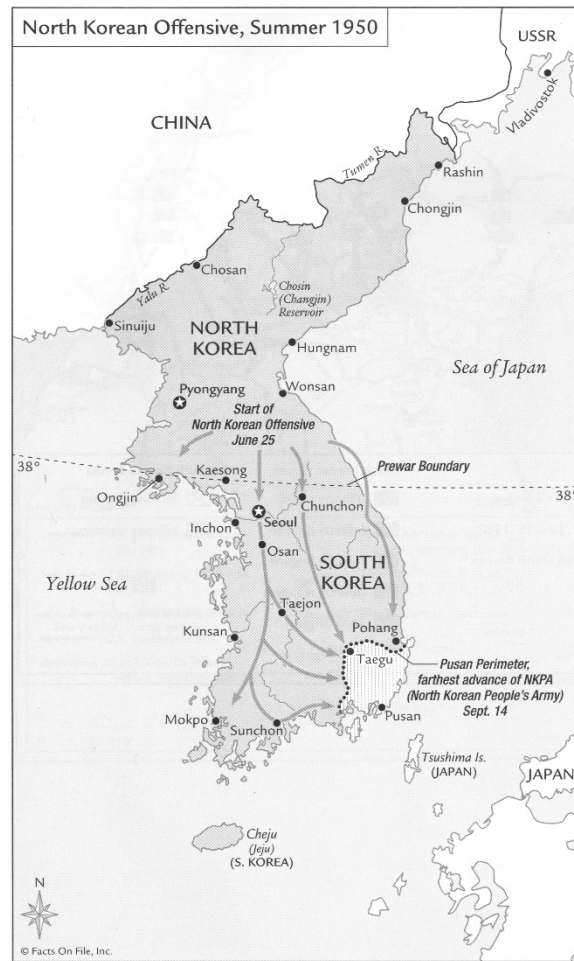 North Korean Offensive, Summer 1950
USSR
Vladivostok
CHINA
Tumen R.
Rashin
Chongjin
Chosan
Yalu R.
Chosin
(Changjin)
Reservoir
Sinuiju
NORTH
KOREA
Hungnam
Sea of Japan
Pyongyang
Wonsan
Start of
North Korean Offensive
June 25
38°
Prewar Boundary
Kaesong
Ongjin
38°
Chunchon
Seoul
Inchon
Osan
SOUTH
KOREA
Yellow Sea
Taejon
Kunsan
Pohang
Taegu
Pusan Perimeter,
farthest advance of NKPA
(North Korean People's Army)
Sept. 14
Mokpo
Sunchon
Pusan
Tsushima Is.
(JAPAN)
JAPAN
Cheju
(Jeju)
(S. KOREA)
N
© Facts On File, Inc.